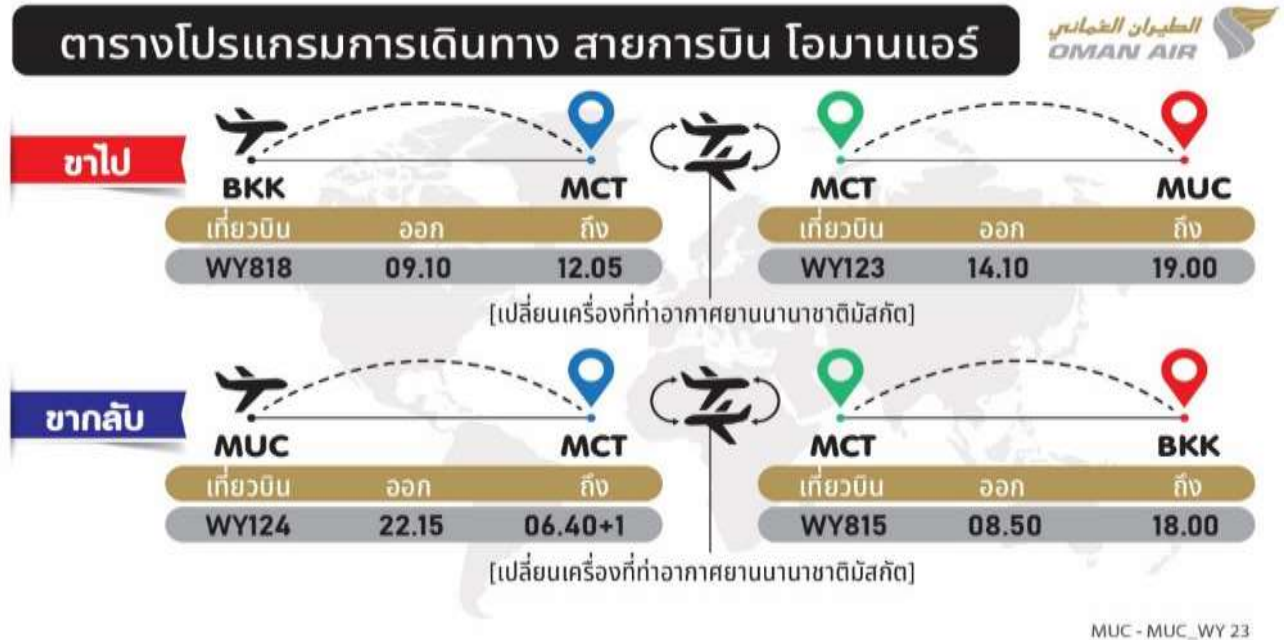 ตารางโปรแกรมการเดินทาง สายการบิน โอมานแอร์
الطيران العُماني
OMAN AIR
ขาไป
BKK MCT MCT MUC
เที่ยวบิน ออก ถึง เที่ยวบิน ออก ถึง
WY818 09.10 12.05 WY123 14.10 19.00
[เปลี่ยนเครื่องที่ท่าอากาศยานนานาชาติมัสกัต]
ขากลับ
MUC MCT MCT BKK
เที่ยวบิน ออก ถึง เที่ยวบิน ออก ถึง
WY124 22.15 06.40+1 WY815 08.50 18.00
[เปลี่ยนเครื่องที่ท่าอากาศยานนานาชาติมัสกัต]
MUC - MUC_WY 23